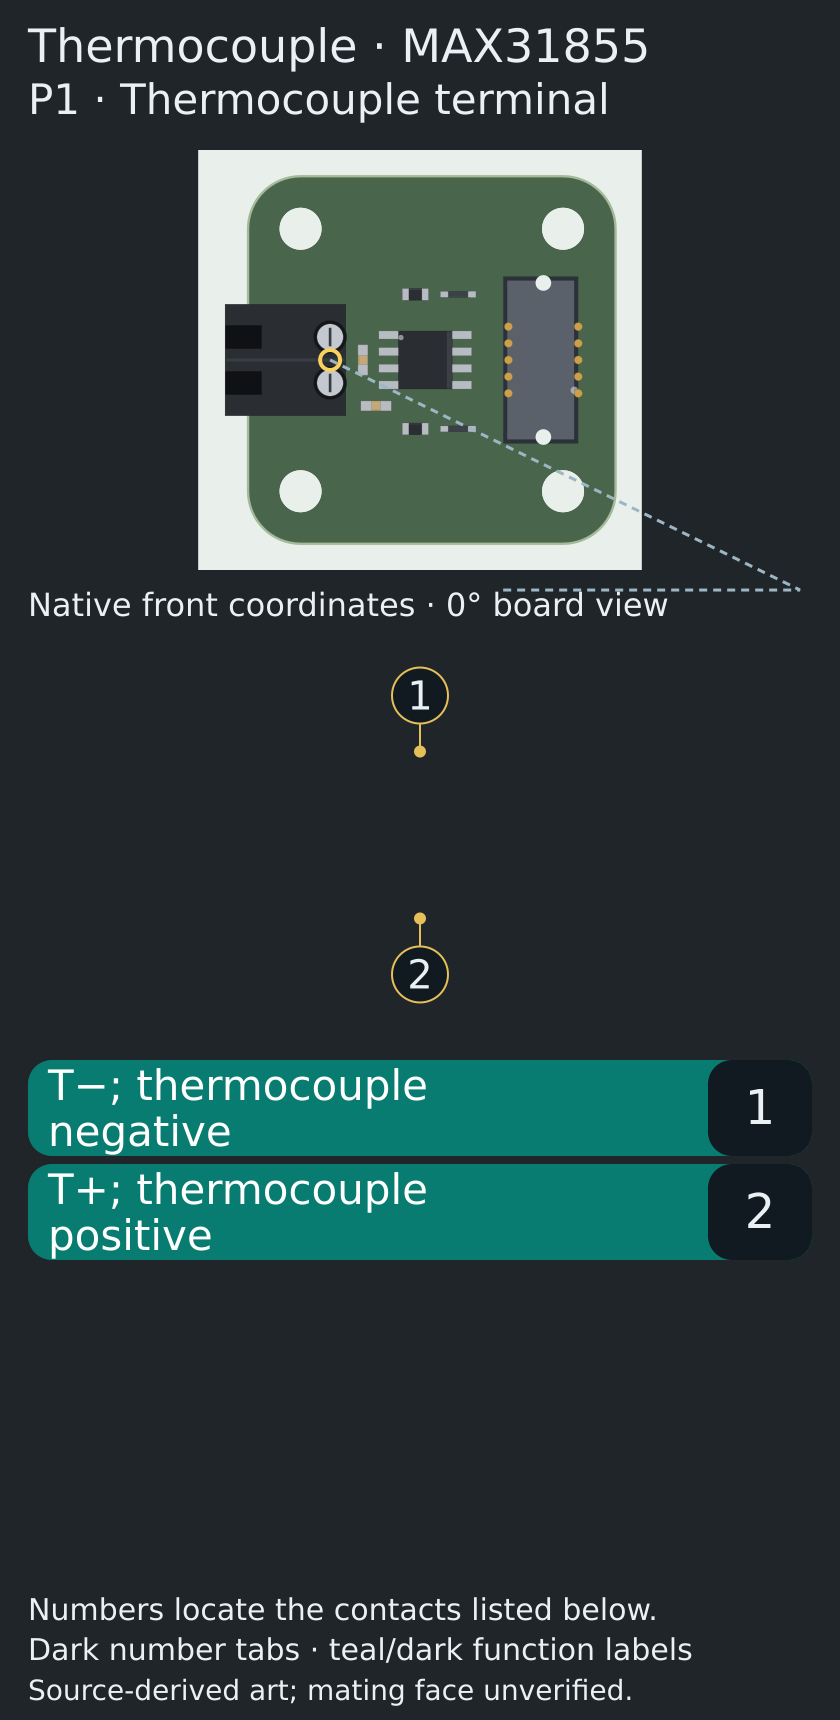 Thermocouple · MAX31855
P1 · Thermocouple terminal
Native front coordinates · 0° board view
1
2
T−; thermocouple
negative
1
T+; thermocouple
positive
2
Numbers locate the contacts listed below.
Dark number tabs · teal/dark function labels
Source-derived art; mating face unverified.